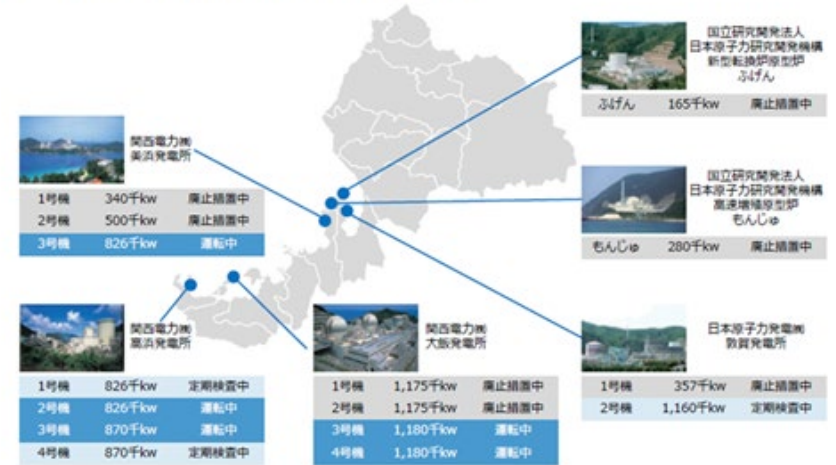 国立研究開発法人
日本原子力研究開発機構
新型転換炉原型炉
ふげん
ふげん 165千kw 廃止措置中
関西電力㈱
美浜発電所
1号機 340千kw 廃止措置中
2号機 500千kw 廃止措置中
3号機 826千kw 運転中
国立研究開発法人
日本原子力研究開発機構
高速増殖原型炉
もんじゅ
もんじゅ 280千kw 廃止措置中
関西電力㈱
高浜発電所
1号機 826千kw 定期検査中
2号機 826千kw 運転中
3号機 870千kw 運転中
4号機 870千kw 定期検査中
関西電力㈱
大飯発電所
1号機 1,175千kw 廃止措置中
2号機 1,175千kw 廃止措置中
3号機 1,180千kw 運転中
4号機 1,180千kw 運転中
日本原子力発電㈱
敦賀発電所
1号機 357千kw 廃止措置中
2号機 1,160千kw 定期検査中